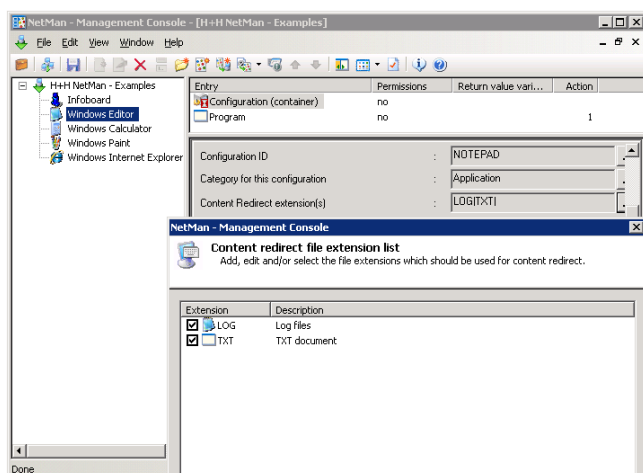 NetMan - Management Console - [H+H NetMan - Examples]
File Edit View Window Help
H+H NetMan - Examples
Infoboard
Windows Editor
Windows Calculator
Windows Paint
Windows Internet Explorer
Entry Permissions Return value vari... Action
Configuration (container) no
Program no 1
Configuration ID : NOTEPAD
Category for this configuration : Application
Content Redirect extension(s) : LOG|TXT|
NetMan - Management Console
Content redirect file extension list
Add, edit and/or select the file extensions which should be used for content redirect.
Extension Description
LOG Log files
TXT TXT document
Done